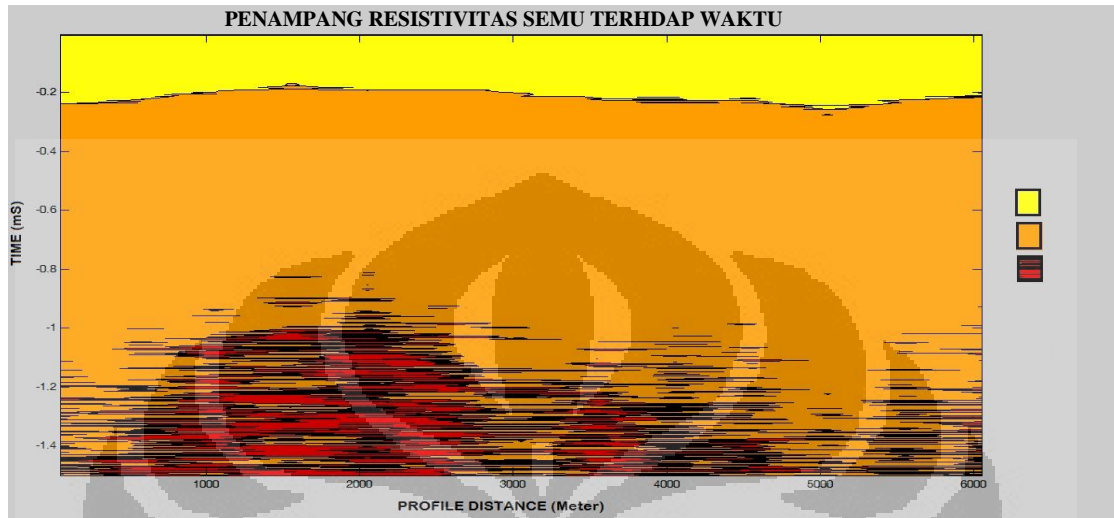 PENAMPANG RESISTIVITAS SEMU TERHDAP WAKTU
-0.2
-0.4
-0.6
-0.8
-1
-1.2
-1.4
TIME (mS)
1000 2000 3000 4000 5000 6000
PROFILE DISTANCE (Meter)